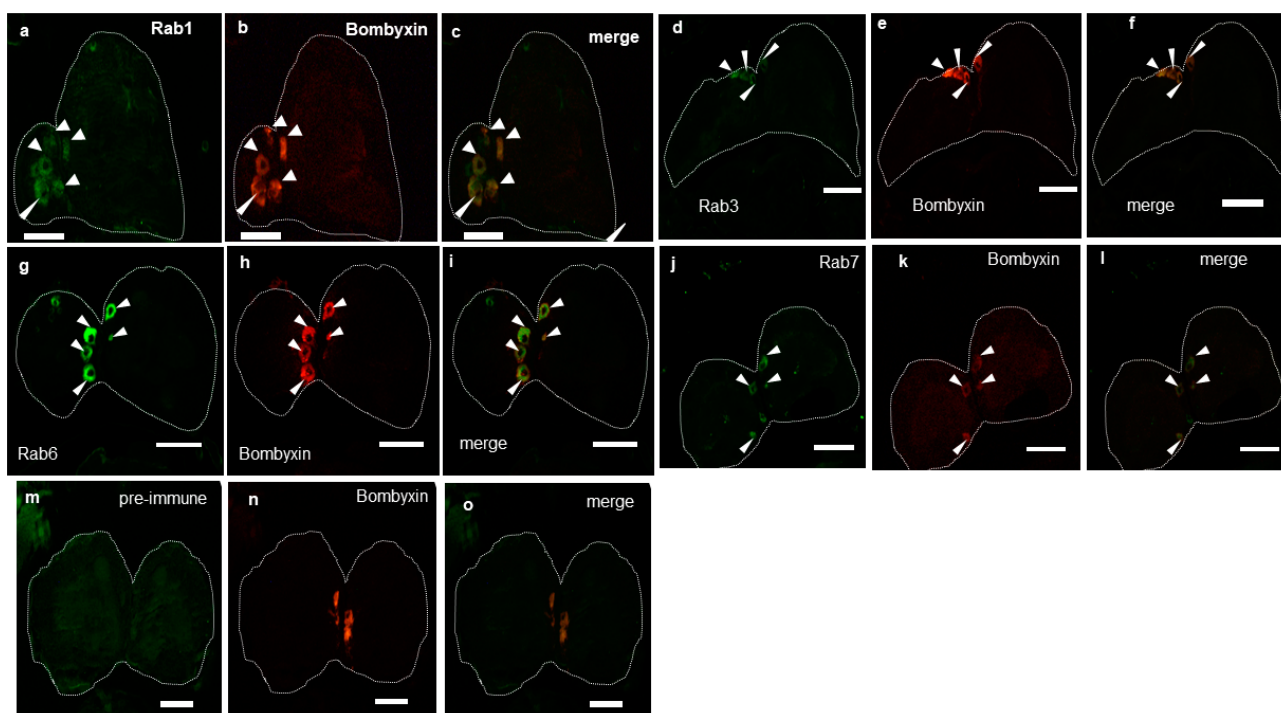 a Rab1
b Bombyxin
c merge
d
Rab3
e
Bombyxin
f
merge
g
Rab6
h
Bombyxin
i
merge
j Rab7
k Bombyxin
l merge
m pre-immune
n Bombyxin
o merge